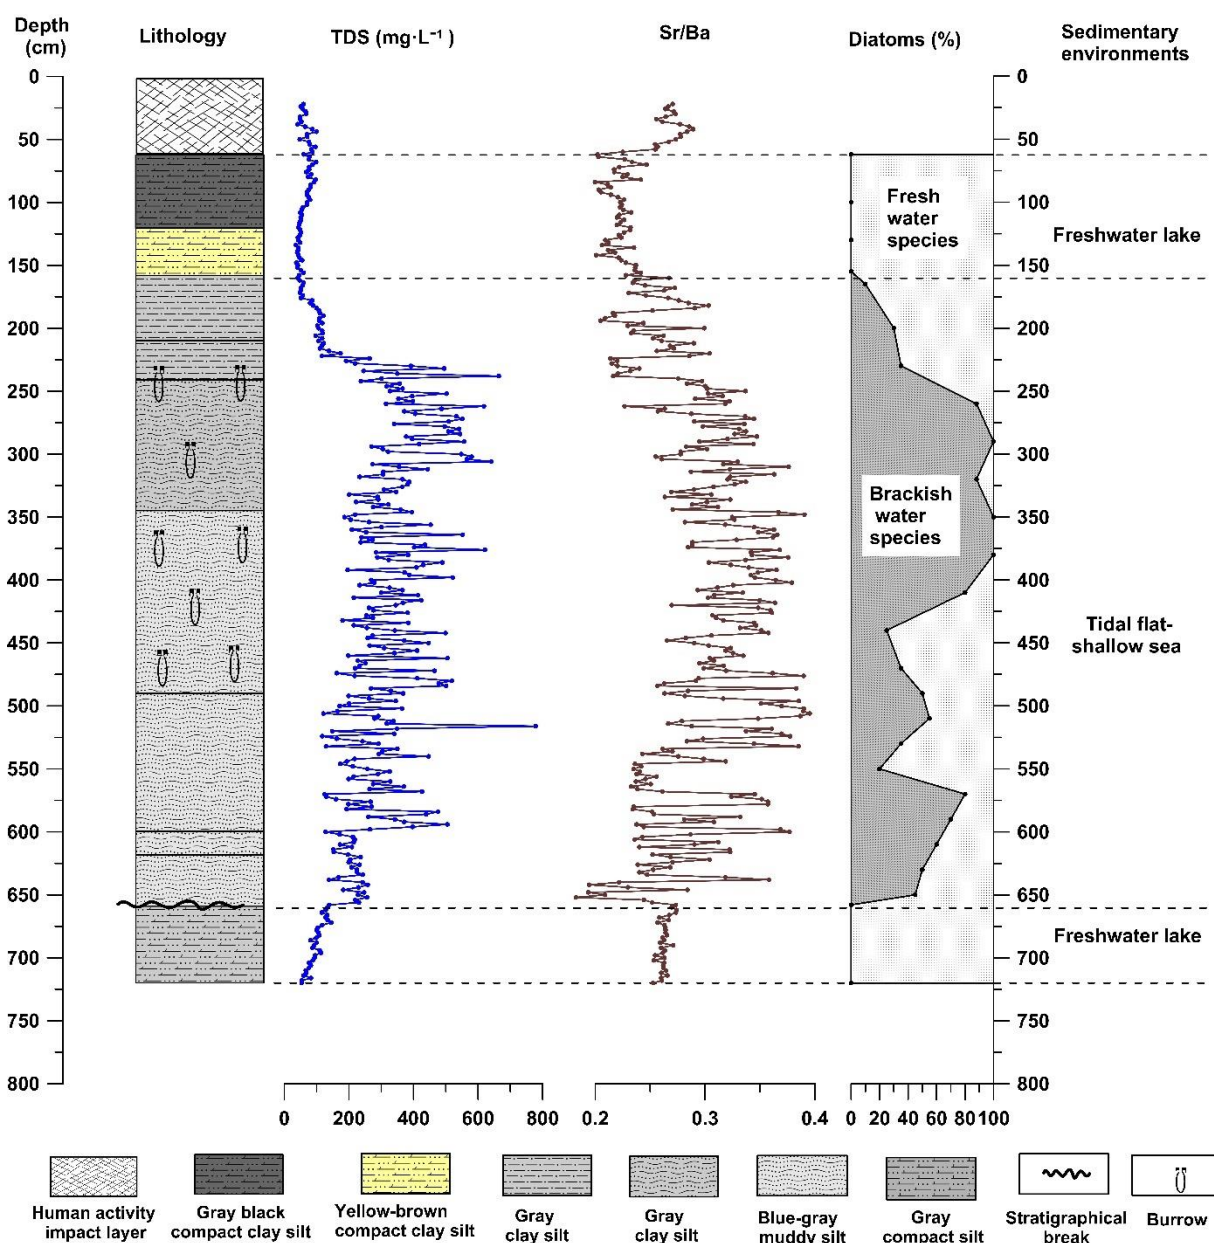 Depth
(cm)
Lithology
TDS (mg·L⁻¹ )
Sr/Ba
Diatoms (%)
Sedimentary
environments
0
50
100
150
200
250
300
350
400
450
500
550
600
650
700
750
800
0
200
400
600
800
0.2
0.3
0.4
Fresh
water
species
Brackish
water
species
0 20 40 60 80 100
0
50
100
150
200
250
300
350
400
450
500
550
600
650
700
750
800
Freshwater lake
Tidal flat-
shallow sea
Freshwater lake
Human activity
impact layer
Gray black
compact clay silt
Yellow-brown
compact clay silt
Gray
clay silt
Gray
clay silt
Blue-gray
muddy silt
Gray
compact silt
Stratigraphical
break
Burrow